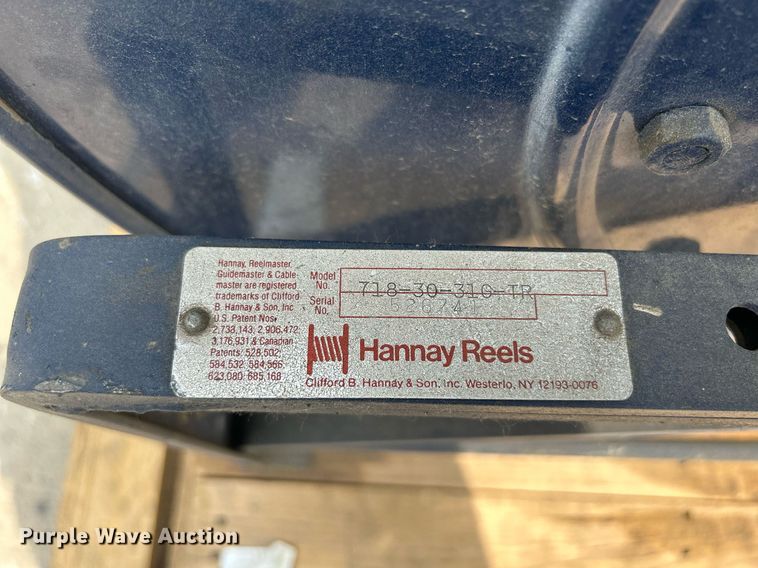 Hannay, Reelmaster,
Guidemaster & Cable-
master are registered
trademarks of Clifford
B. Hannay & Son, Inc.
U.S. Patent Nos.
2,733,143; 2,906,472;
3,176,931 & Canadian
Patents: 528,502;
584,532; 584,566;
623,080; 685,168.
Model
No.
718-30-310-TR
Serial
No.
Hannay Reels
Clifford B. Hannay & Son, Inc. Westerlo, NY 12193-0076
Purple Wave Auction